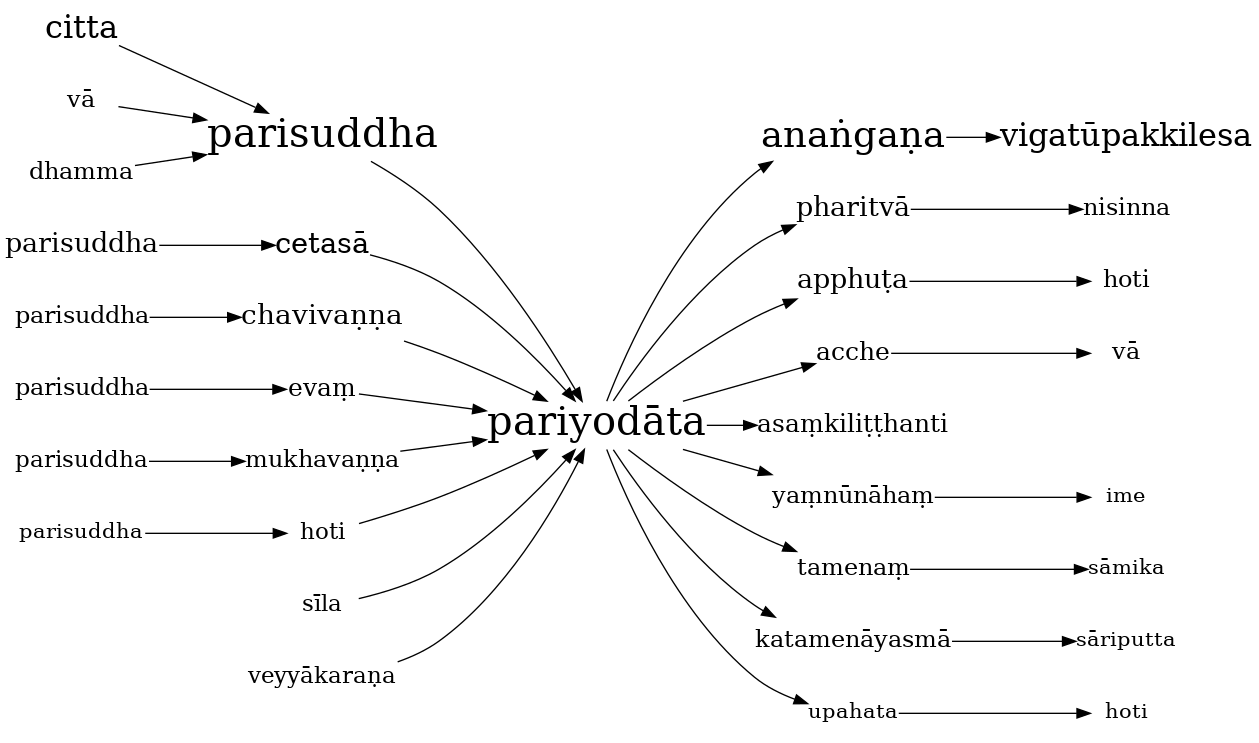 citta
vā
parisuddha
dhamma
anaṅgaṇa vigatūpakkilesa
pharitvā nisinna
parisuddha cetasā
apphuṭa hoti
parisuddha chavivaṇṇa
acche vā
parisuddha evaṃ
pariyodāta asaṃkiliṭṭhanti
parisuddha mukhavaṇṇa
yaṃnūnāhaṃ ime
parisuddha hoti
tamenaṃ sāmika
sīla
katamenāyasmā sāriputta
veyyākaraṇa
upahata hoti